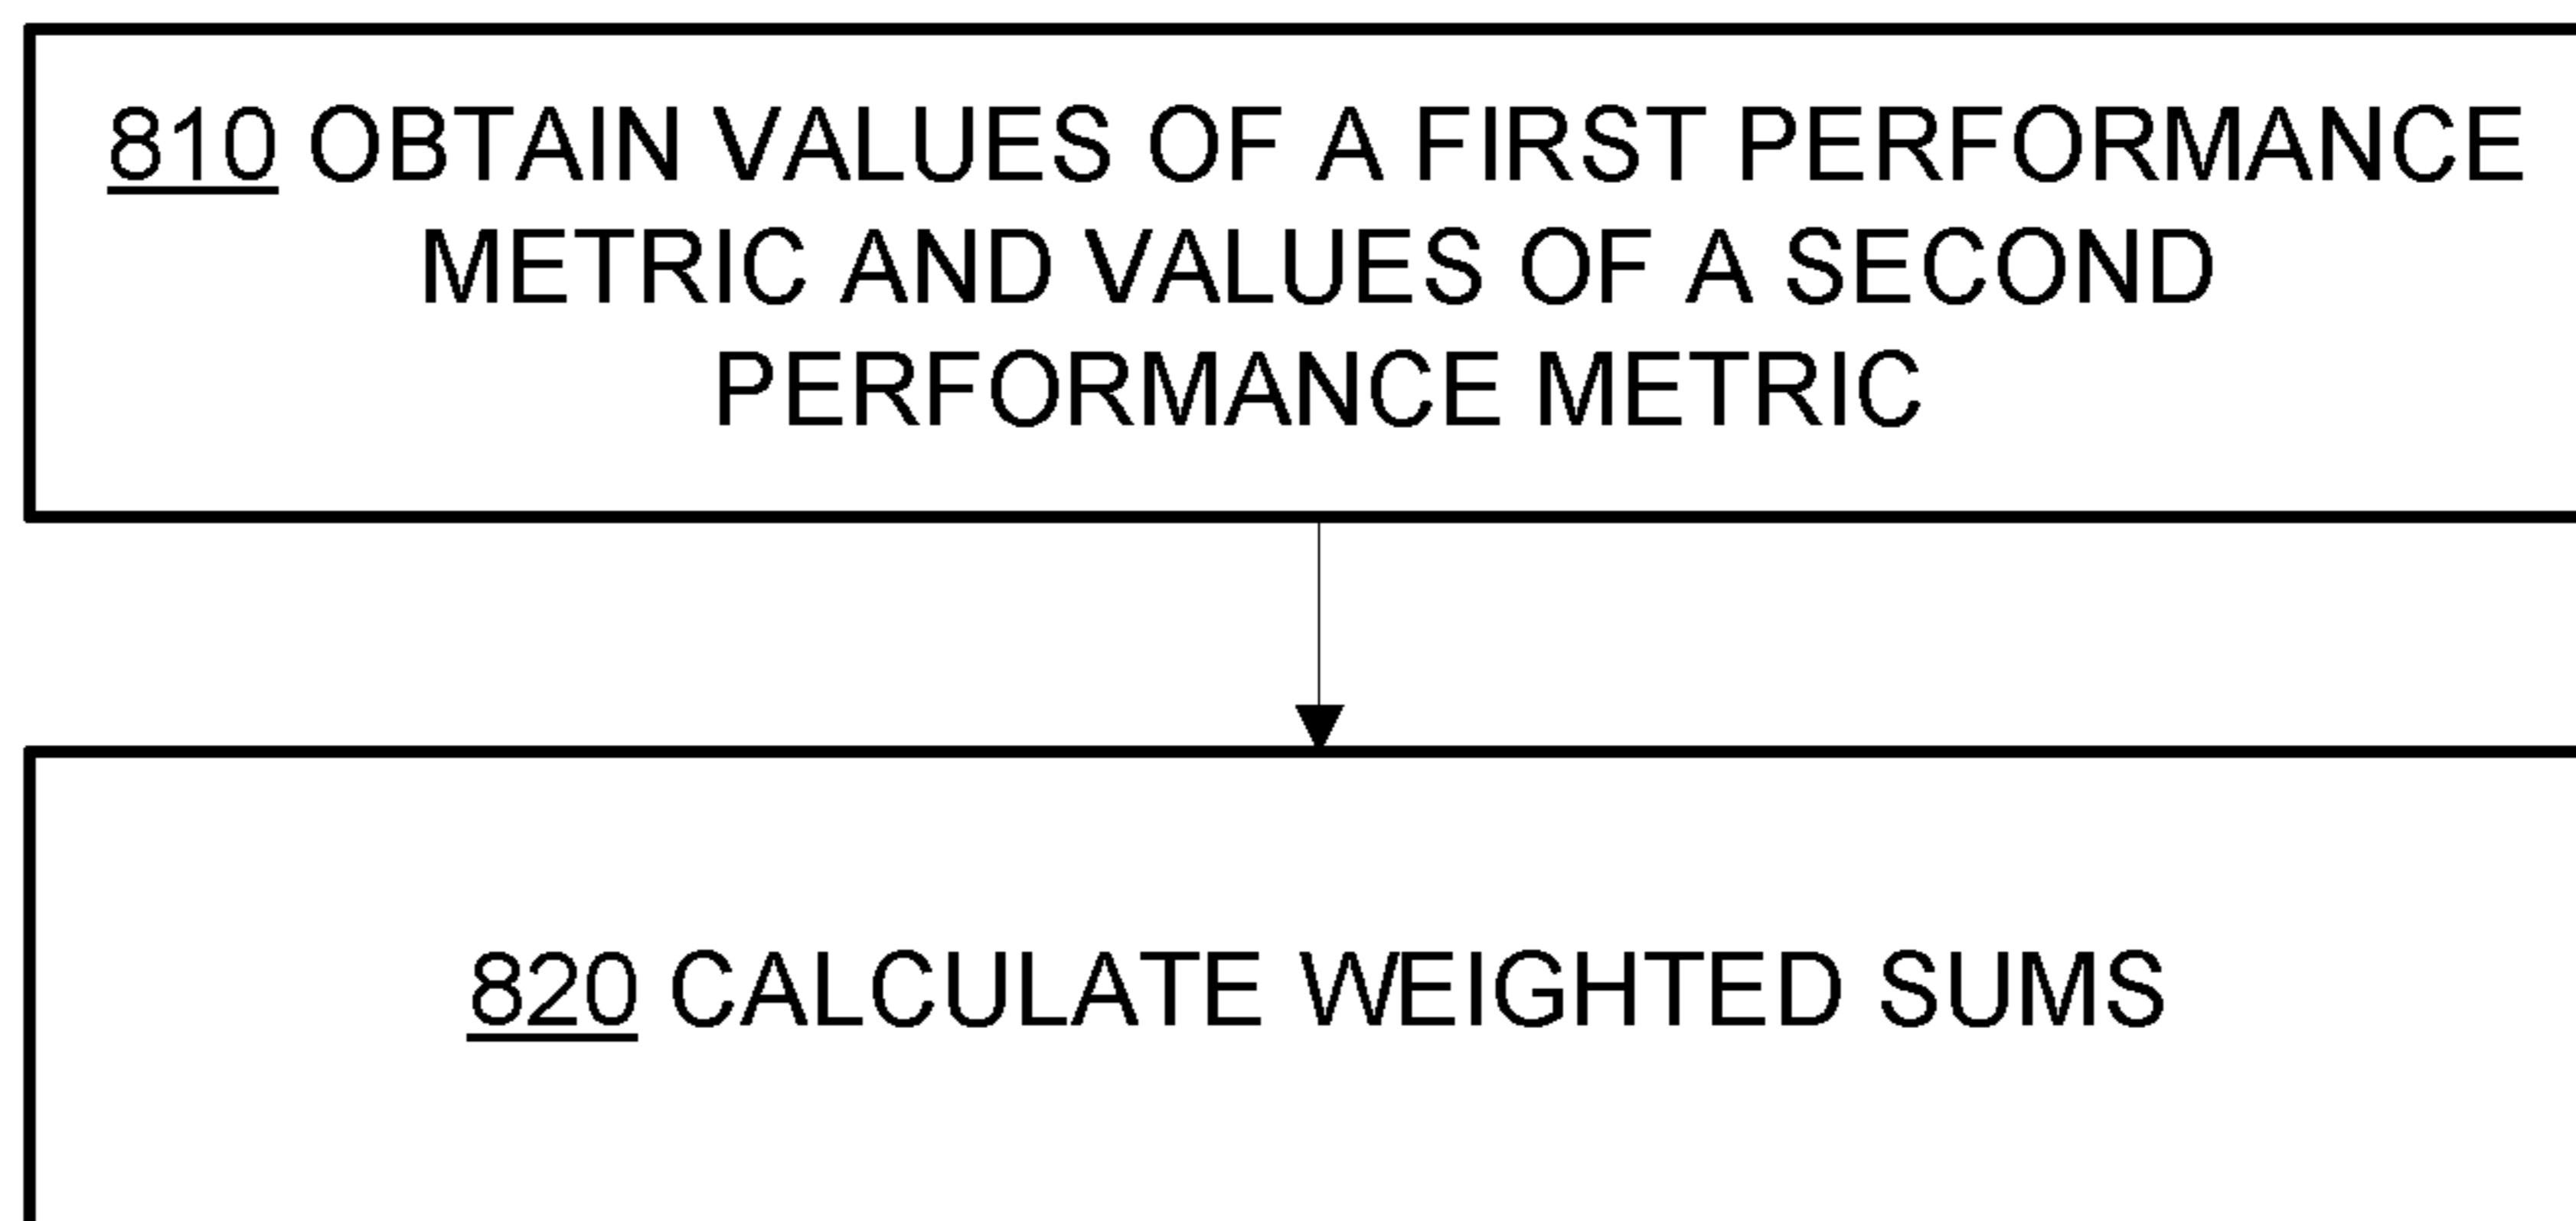 810 OBTAIN VALUES OF A FIRST PERFORMANCE
METRIC AND VALUES OF A SECOND
PERFORMANCE METRIC
820 CALCULATE WEIGHTED SUMS